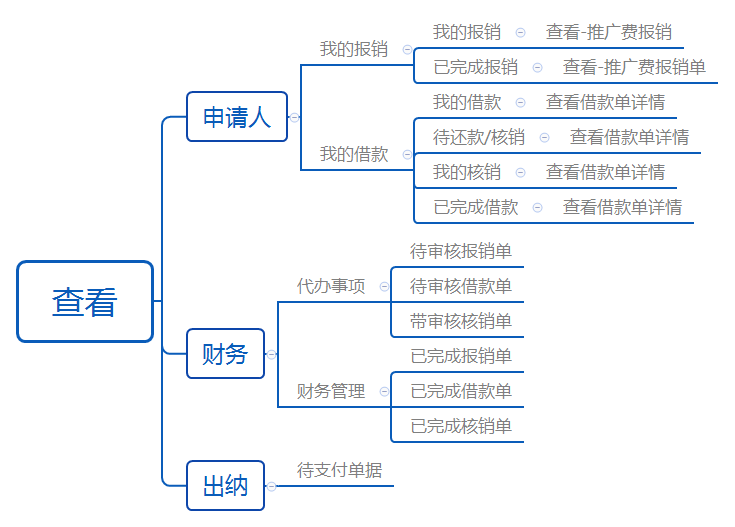 查看
申请人
我的报销
我的报销
查看-推广费报销
已完成报销
查看-推广费报销单
我的借款
我的借款
查看借款单详情
待还款/核销
查看借款单详情
我的核销
查看借款单详情
已完成借款
查看借款单详情
财务
代办事项
待审核报销单
待审核借款单
带审核核销单
财务管理
已完成报销单
已完成借款单
已完成核销单
出纳
待支付单据